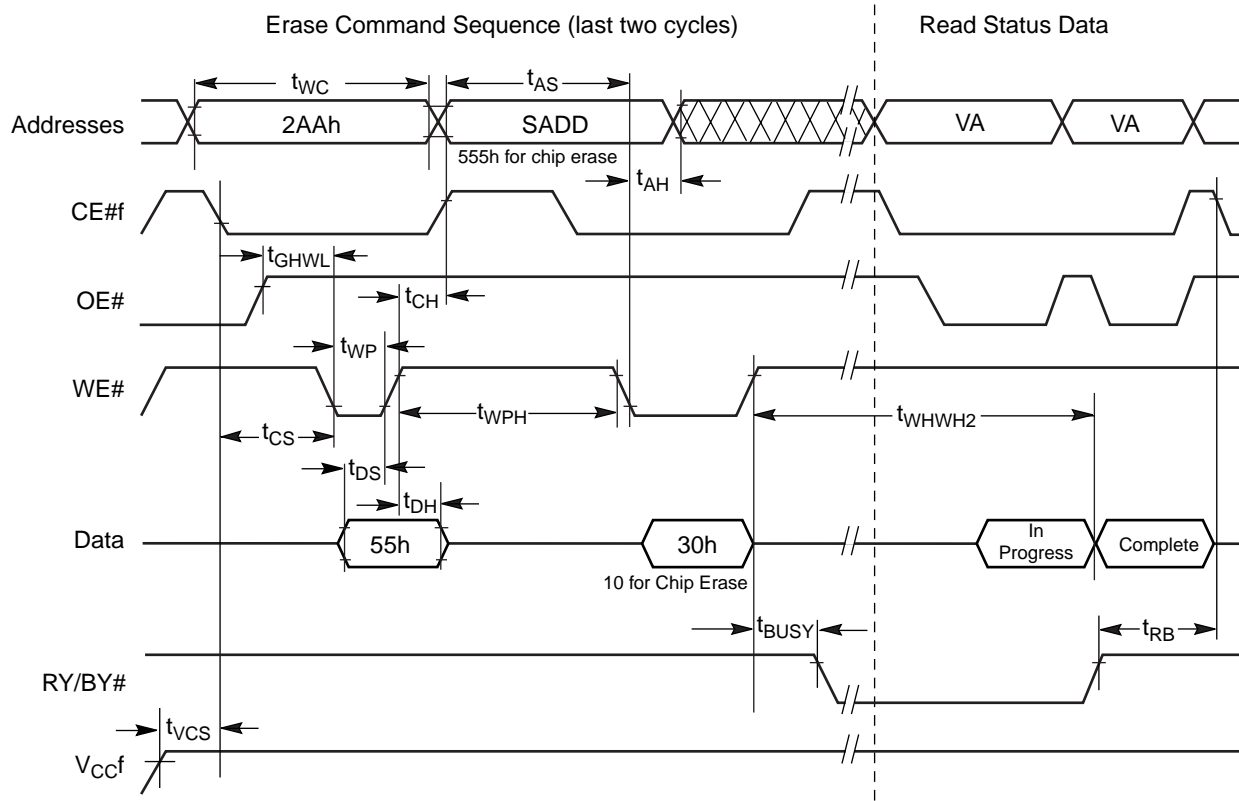 Erase Command Sequence (last two cycles)
Read Status Data
tWC
tAS
Addresses
2AAh
SADD
VA
VA
555h for chip erase
tAH
CE#f
tGHWL
OE#
tCH
tWP
WE#
tWPH
tWHWH2
tCS
tDS
tDH
Data
55h
30h
In
Progress
Complete
10 for Chip Erase
tBUSY
tRB
RY/BY#
tVCS
VCCf